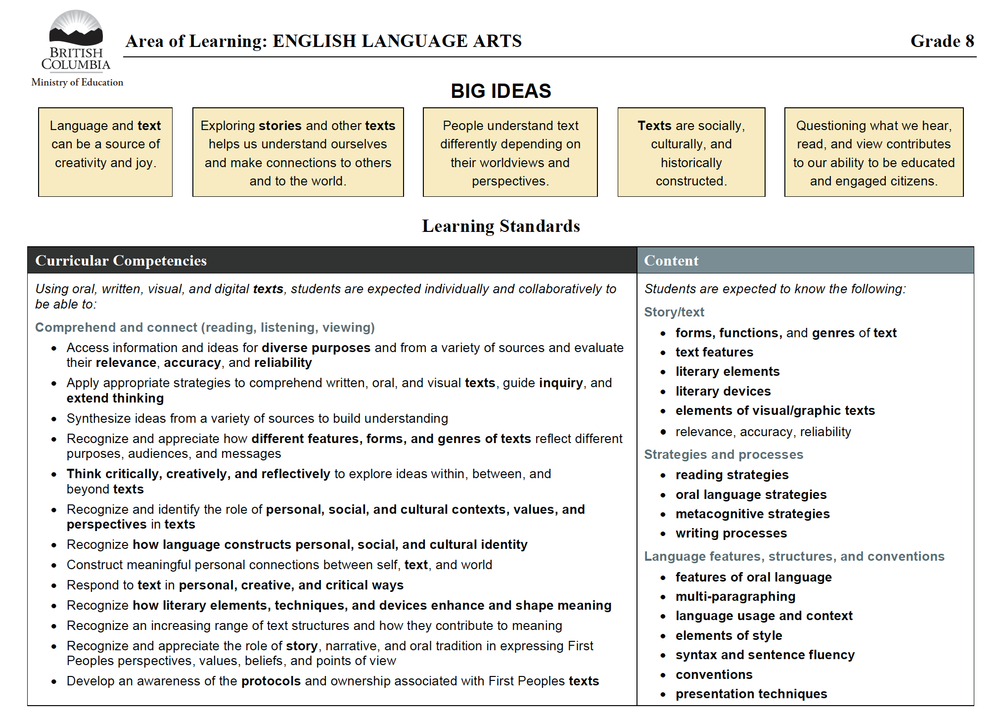 BRITISH
COLUMBIA
Ministry of Education
Area of Learning: ENGLISH LANGUAGE ARTS
Grade 8
BIG IDEAS
Language and text
can be a source of
creativity and joy.
Exploring stories and other texts
helps us understand ourselves
and make connections to others
and to the world.
People understand text
differently depending on
their worldviews and
perspectives.
Texts are socially,
culturally, and
historically
constructed.
Questioning what we hear,
read, and view contributes
to our ability to be educated
and engaged citizens.
Learning Standards
Curricular Competencies
Using oral, written, visual, and digital texts, students are expected individually and collaboratively to
be able to:
Comprehend and connect (reading, listening, viewing)
• Access information and ideas for diverse purposes and from a variety of sources and evaluate
their relevance, accuracy, and reliability
• Apply appropriate strategies to comprehend written, oral, and visual texts, guide inquiry, and
extend thinking
• Synthesize ideas from a variety of sources to build understanding
• Recognize and appreciate how different features, forms, and genres of texts reflect different
purposes, audiences, and messages
• Think critically, creatively, and reflectively to explore ideas within, between, and
beyond texts
• Recognize and identify the role of personal, social, and cultural contexts, values, and
perspectives in texts
• Recognize how language constructs personal, social, and cultural identity
• Construct meaningful personal connections between self, text, and world
• Respond to text in personal, creative, and critical ways
• Recognize how literary elements, techniques, and devices enhance and shape meaning
• Recognize an increasing range of text structures and how they contribute to meaning
• Recognize and appreciate the role of story, narrative, and oral tradition in expressing First
Peoples perspectives, values, beliefs, and points of view
• Develop an awareness of the protocols and ownership associated with First Peoples texts
Content
Students are expected to know the following:
Story/text
• forms, functions, and genres of text
• text features
• literary elements
• literary devices
• elements of visual/graphic texts
• relevance, accuracy, reliability
Strategies and processes
• reading strategies
• oral language strategies
• metacognitive strategies
• writing processes
Language features, structures, and conventions
• features of oral language
• multi-paragraphing
• language usage and context
• elements of style
• syntax and sentence fluency
• conventions
• presentation techniques